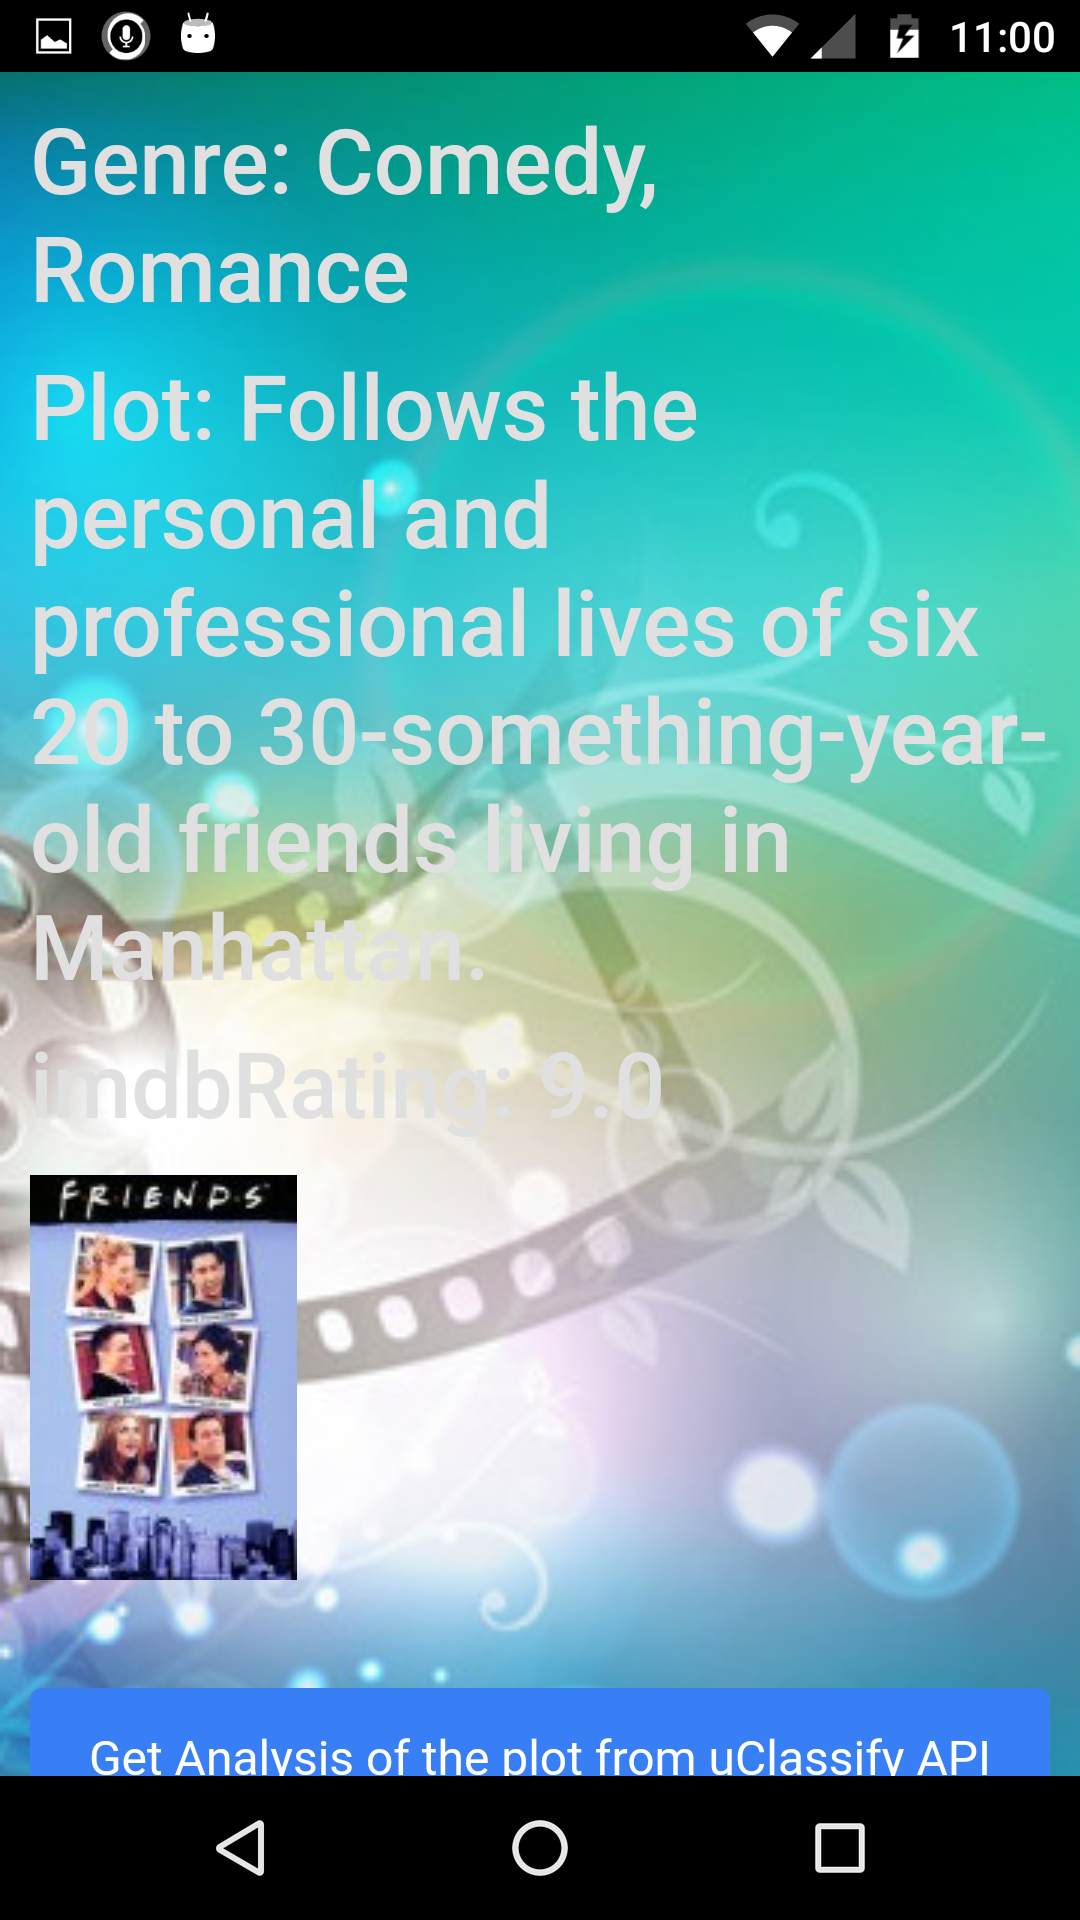 11:00
Genre: Comedy,
Romance
Plot: Follows the
personal and
professional lives of six
20 to 30-something-year-
old friends living in
Manhattan.
imdbRating: 9.0
FRIENDS
Get Analysis of the plot from uClassify API